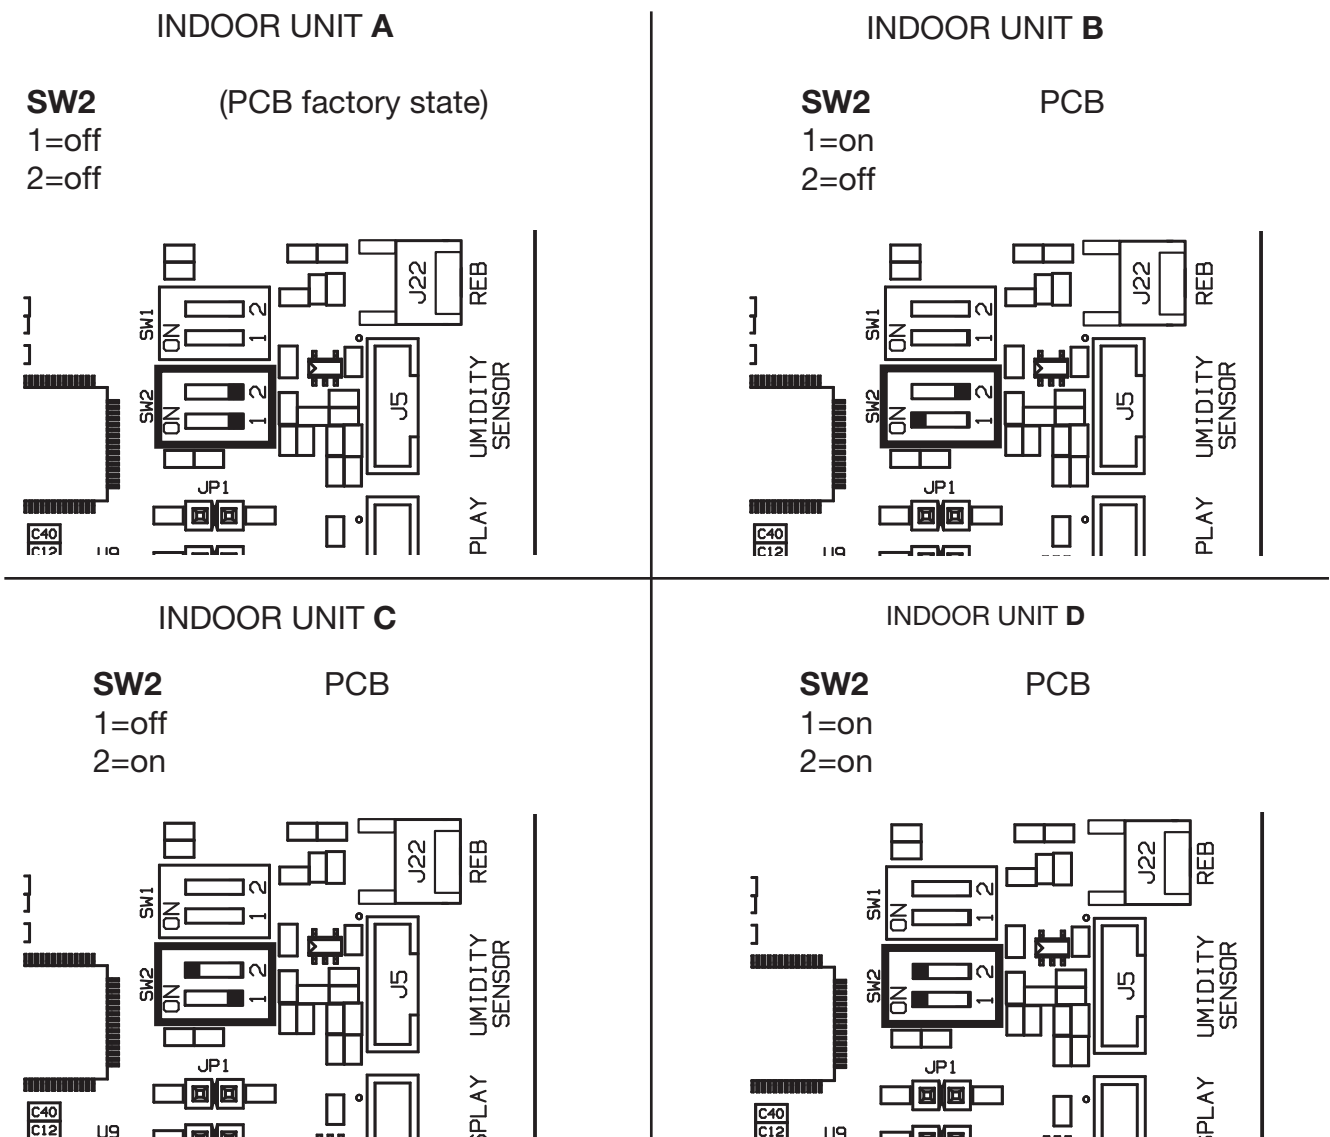 INDOOR UNIT A
SW2 (PCB factory state)
1=off
2=off
J22
REB
SW1
ON
2
1
SW2
ON
2
1
J5
UMIDITY
SENSOR
JP1
PLAY
C40
C12
U9
INDOOR UNIT B
SW2 PCB
1=on
2=off
J22
REB
SW1
ON
2
1
SW2
ON
2
1
J5
UMIDITY
SENSOR
JP1
PLAY
C40
C12
U9
INDOOR UNIT C
SW2 PCB
1=off
2=on
J22
REB
SW1
ON
2
1
SW2
ON
2
1
J5
UMIDITY
SENSOR
JP1
SPLAY
C40
C12
U9
INDOOR UNIT D
SW2 PCB
1=on
2=on
J22
REB
SW1
ON
2
1
SW2
ON
2
1
J5
UMIDITY
SENSOR
JP1
SPLAY
C40
C12
U9